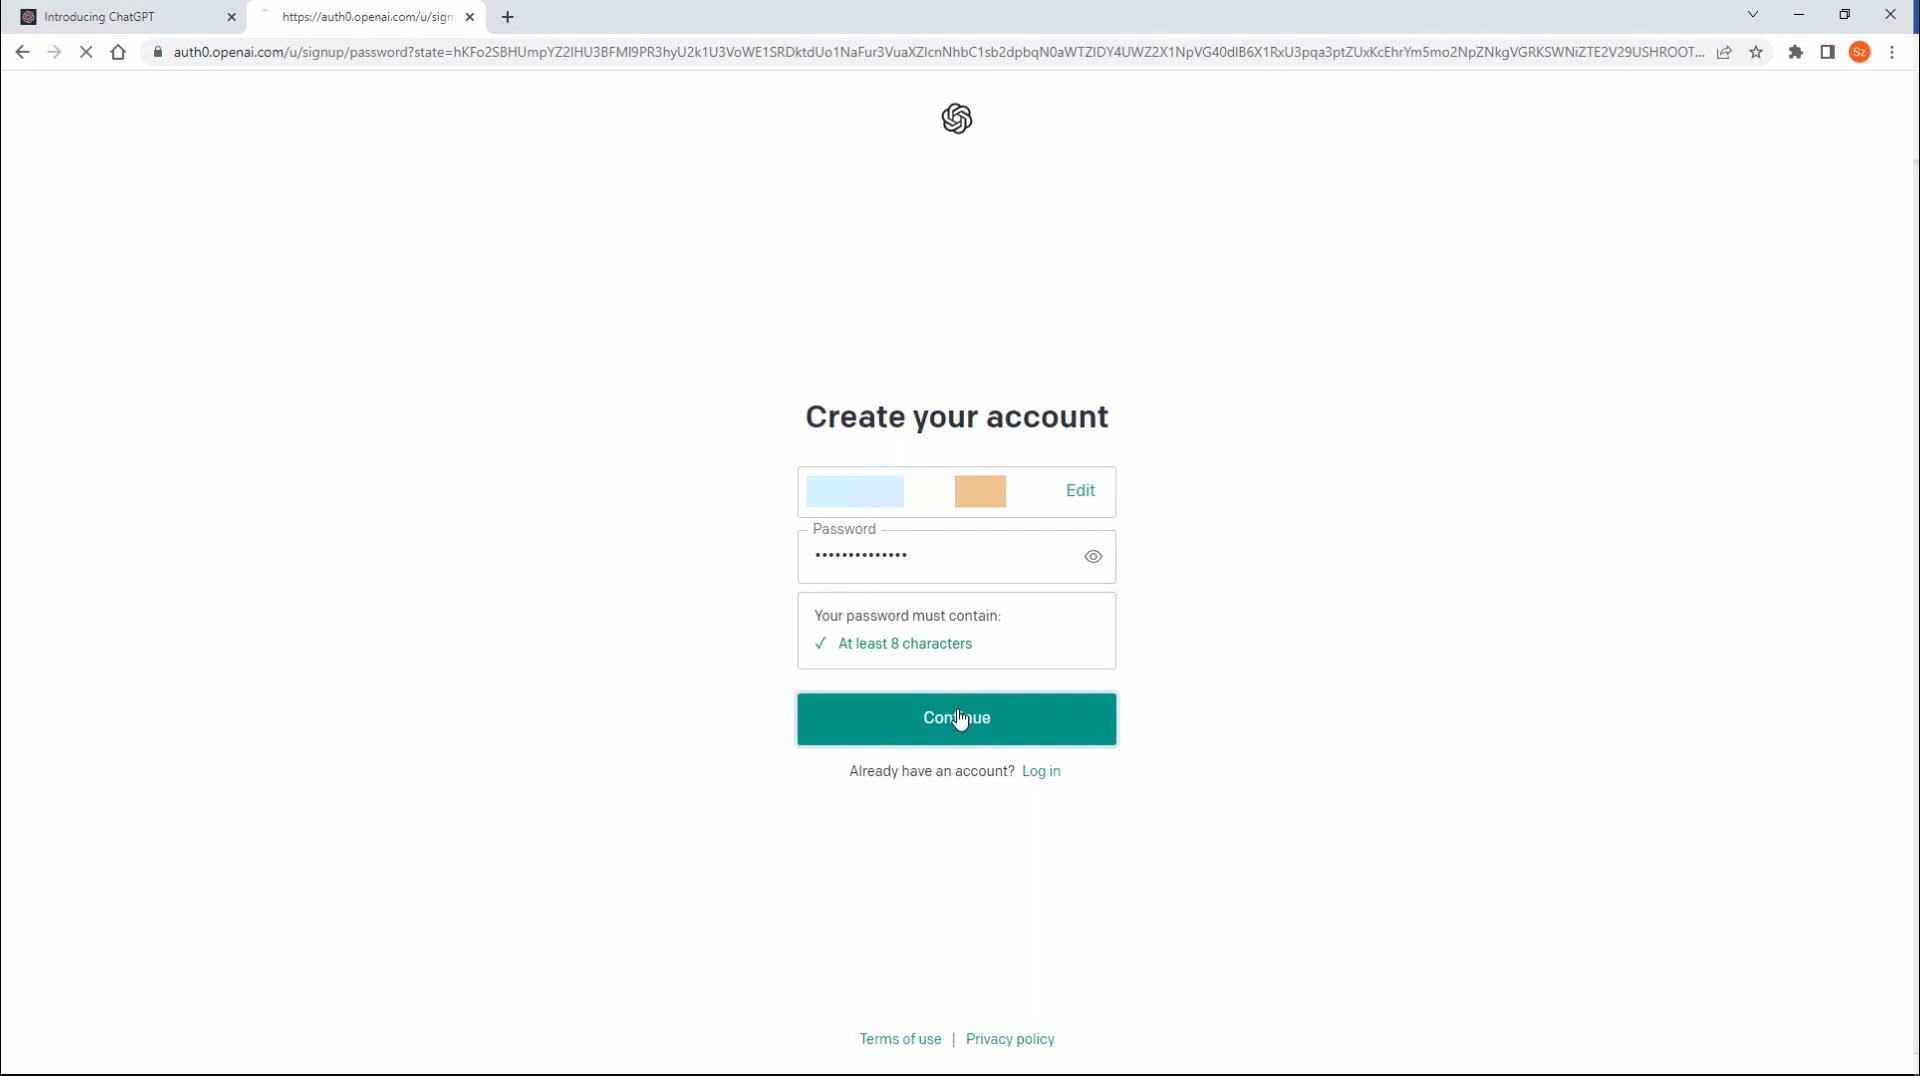 Introducing ChatGPT
https://auth0.openai.com/u/sign
auth0.openai.com/u/signup/password?state=hKFo2SBHUmpYZ2lHU3BFMl9PR3hyU2k1U3VoWE1SRDktdUo1NaFur3VuaXZlcnNhbC1sb2dpbqN0aWTZIDY4UWZ2X1NpVG40dlB6X1RxU3pqa3ptZUxKcEhrYm5mo2NpZNkgVGRKSWNiZTE2V29USHROOT...
Sz
Create your account
Edit
Password
••••••••••••••
Your password must contain:
✓ At least 8 characters
Continue
Already have an account? Log in
Terms of use | Privacy policy